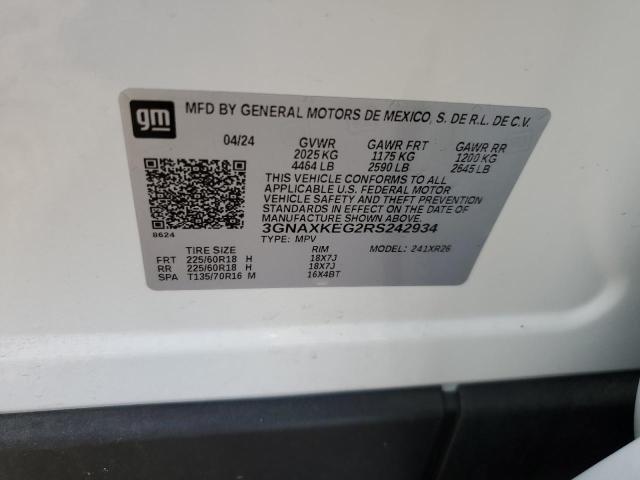 gm MFD BY GENERAL MOTORS DE MEXICO, S. DE R.L. DE C.V.
04/24 GVWR GAWR FRT GAWR RR
2025 KG 1175 KG 1200 KG
4464 LB 2590 LB 2645 LB
THIS VEHICLE CONFORMS TO ALL
APPLICABLE U.S. FEDERAL MOTOR
VEHICLE SAFETY AND THEFT
PREVENTION STANDARDS
IN EFFECT ON THE DATE OF
MANUFACTURE SHOWN ABOVE.
8624 3GNAXKEG2RS242934
TYPE: MPV MODEL: 241XR26
TIRE SIZE RIM
FRT 225/60R18 H 18X7J
RR 225/60R18 H 18X7J
SPA T135/70R16 M 16X4BT